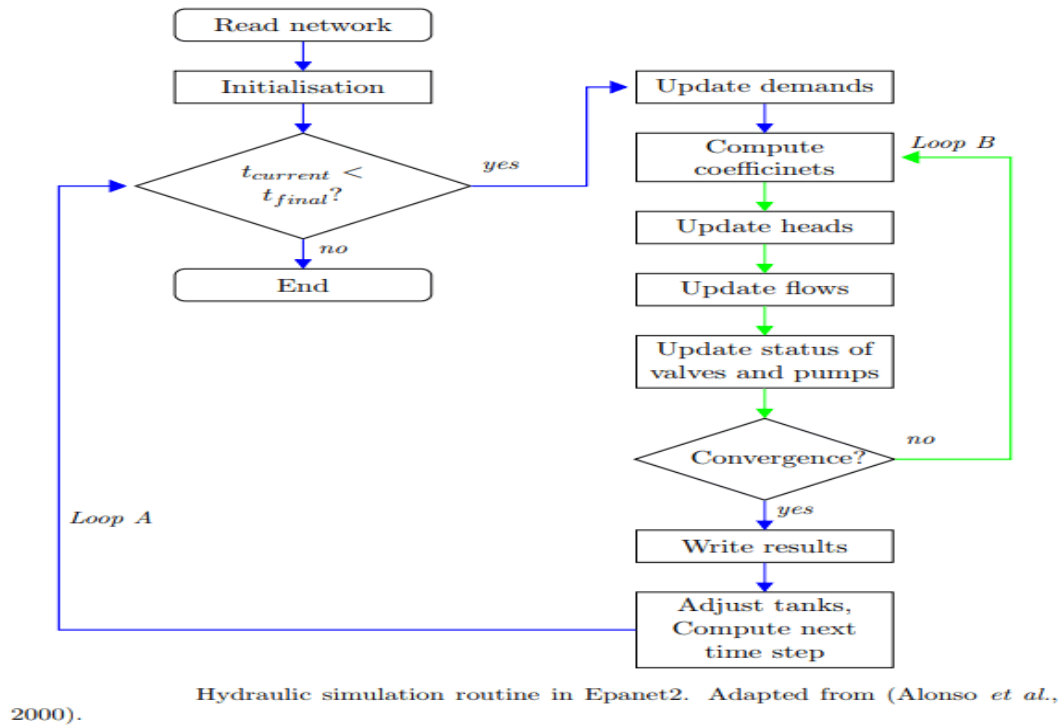 Read network
Initialisation
t_current <
t_final?
yes
no
End
Update demands
Compute
coefficinets
Loop B
Update heads
Update flows
Update status of
valves and pumps
Convergence?
no
yes
Write results
Adjust tanks,
Compute next
time step
Loop A
Hydraulic simulation routine in Epanet2. Adapted from (Alonso et al.,
2000).